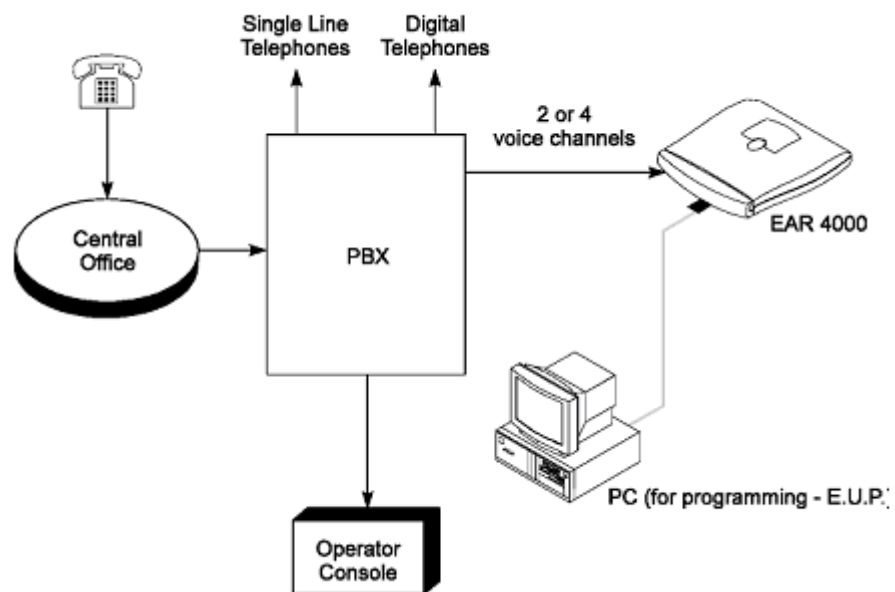 Single Line
Telephones
Digital
Telephones
2 or 4
voice channels
EAR 4000
Central
Office
PBX
PC (for programming - E.U.P.)
Operator
Console